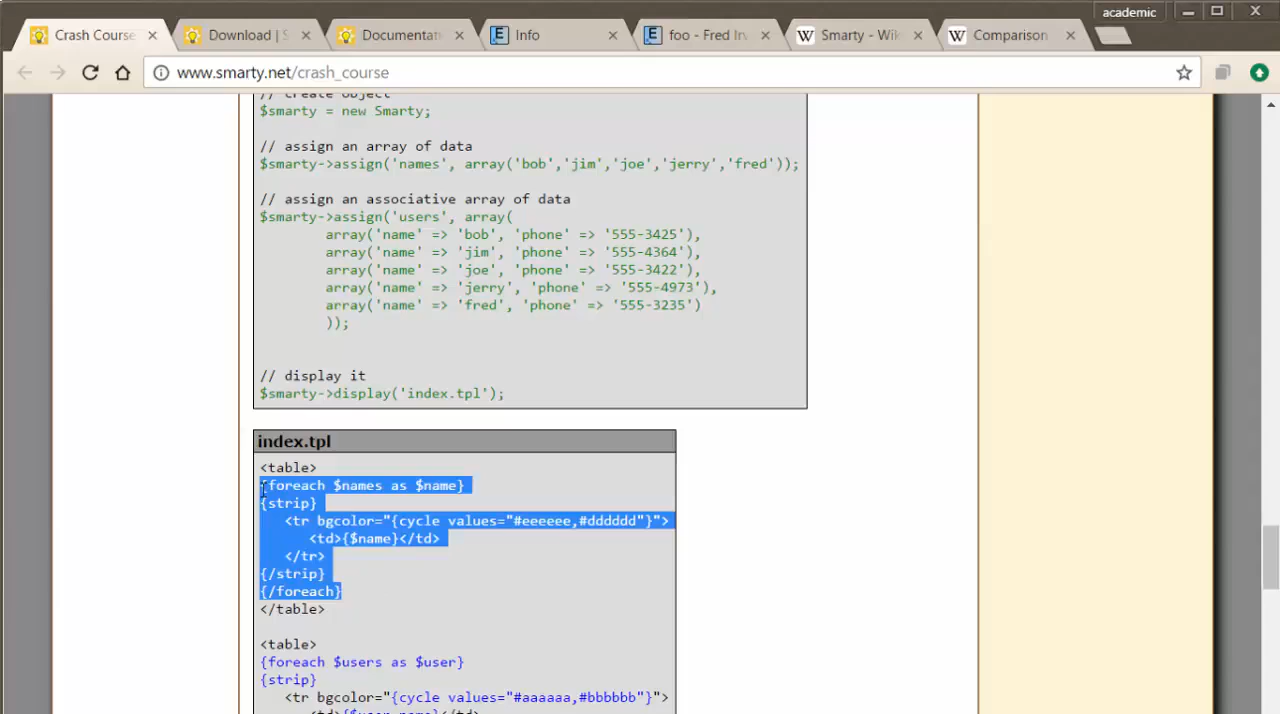 academic
Crash Course
Download | S
Documentan
Info
foo - Fred Irv
Smarty - Wik
Comparison
www.smarty.net/crash_course
// create object
$smarty = new Smarty;
// assign an array of data
$smarty->assign('names', array('bob','jim','joe','jerry','fred'));
// assign an associative array of data
$smarty->assign('users', array(
array('name' => 'bob', 'phone' => '555-3425'),
array('name' => 'jim', 'phone' => '555-4364'),
array('name' => 'joe', 'phone' => '555-3422'),
array('name' => 'jerry', 'phone' => '555-4973'),
array('name' => 'fred', 'phone' => '555-3235')
));
// display it
$smarty->display('index.tpl');
index.tpl
<table>
{foreach $names as $name}
{strip}
<tr bgcolor="{cycle values="#eeeeee,#dddddd"}">
<td>{$name}</td>
</tr>
{/strip}
{/foreach}
</table>
<table>
{foreach $users as $user}
{strip}
<tr bgcolor="{cycle values="#aaaaaa,#bbbbbb"}">